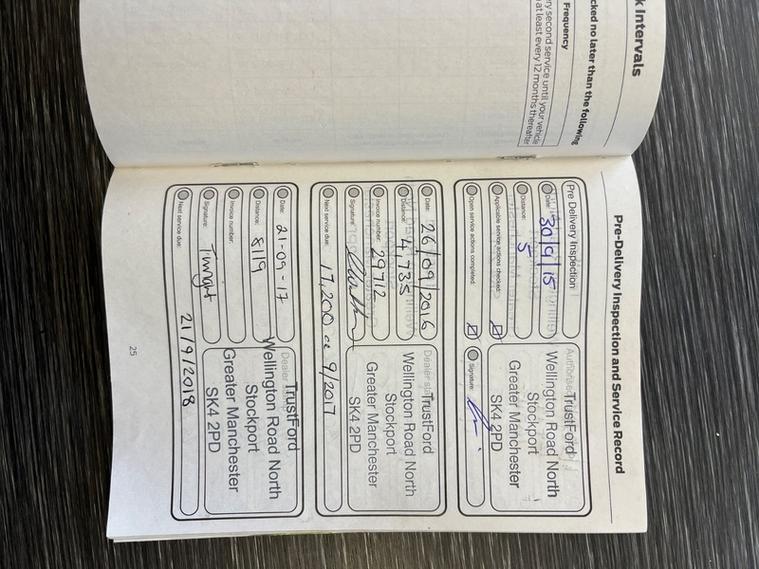 k Intervals
cked no later than the following
Frequency
ry second service until your vehicle
at least every 12 months thereafter
Pre-Delivery Inspection and Service Record
Pre Delivery Inspection
Date: 30/9/15
Distance: 5
Applicable service actions checked:
Open service actions completed:
TrustFord
Wellington Road North
Stockport
Greater Manchester
SK4 2PD
Signature:
Date: 26/09/2016
Distance: 4,735
Invoice number: 29712
Signature:
Next service due: 17,200 or 9/2017
TrustFord
Wellington Road North
Stockport
Greater Manchester
SK4 2PD
Date: 21-09-17
Distance: 8119
Invoice number:
Signature:
Next service due: 21/9/2018
Dealer
TrustFord
Wellington Road North
Stockport
Greater Manchester
SK4 2PD
25